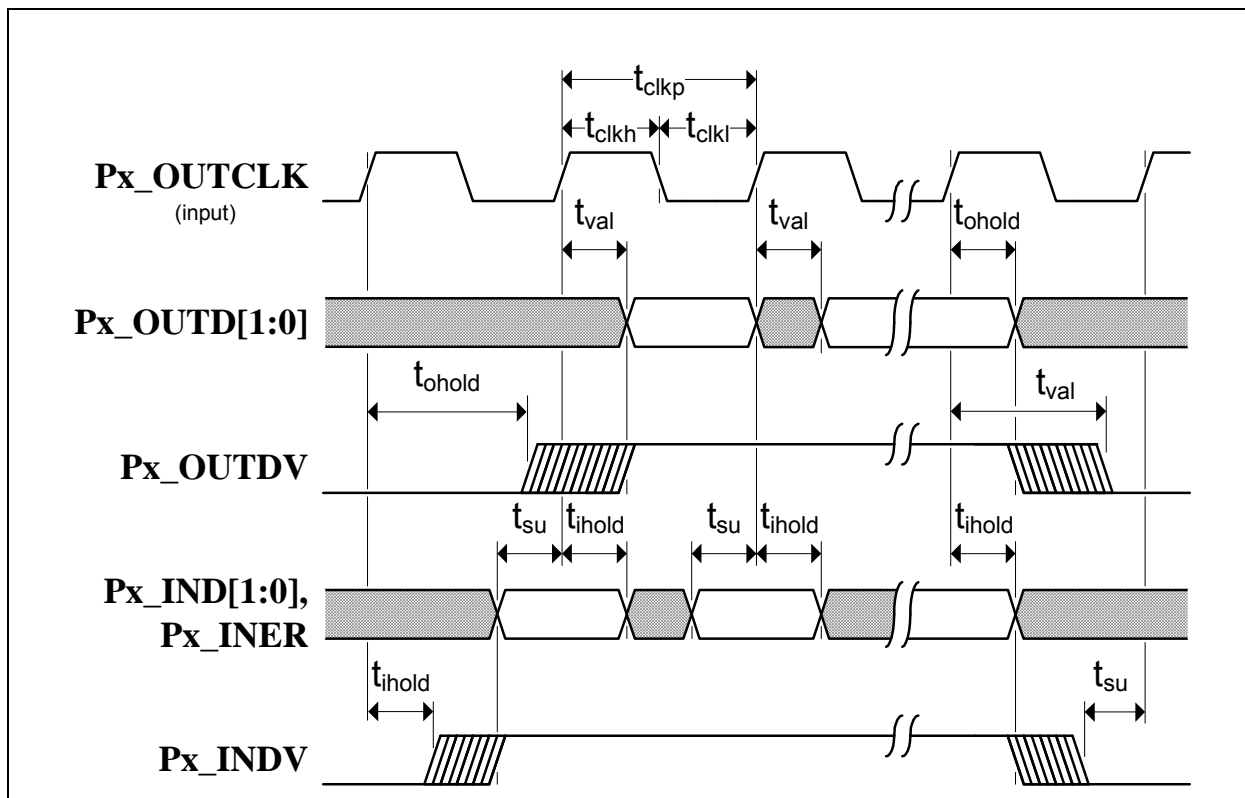 tclkp
tclkh tclkl
Px_OUTCLK
(input)
tval tval tohold
Px_OUTD[1:0]
tohold tval
Px_OUTDV
tsu tihold tsu tihold tihold
Px_IND[1:0],
Px_INER
tihold tsu
Px_INDV